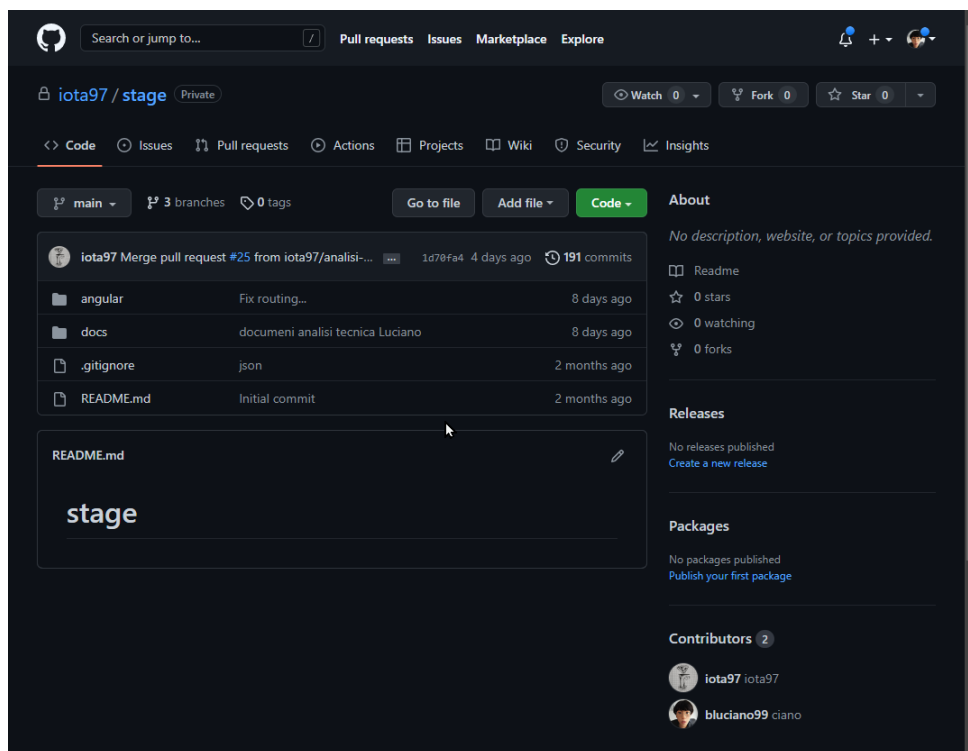 Search or jump to... /
Pull requests Issues Marketplace Explore
iota97 / stage Private
Watch 0 Fork 0 Star 0
Code Issues Pull requests Actions Projects Wiki Security Insights
main 3 branches 0 tags Go to file Add file Code
iota97 Merge pull request #25 from iota97/analisi-... ... 1d70fa4 4 days ago 191 commits
angular Fix routing... 8 days ago
docs documeni analisi tecnica Luciano 8 days ago
.gitignore json 2 months ago
README.md Initial commit 2 months ago
README.md
stage
About
No description, website, or topics provided.
Readme
0 stars
0 watching
0 forks
Releases
No releases published
Create a new release
Packages
No packages published
Publish your first package
Contributors 2
iota97 iota97
bluciano99 ciano